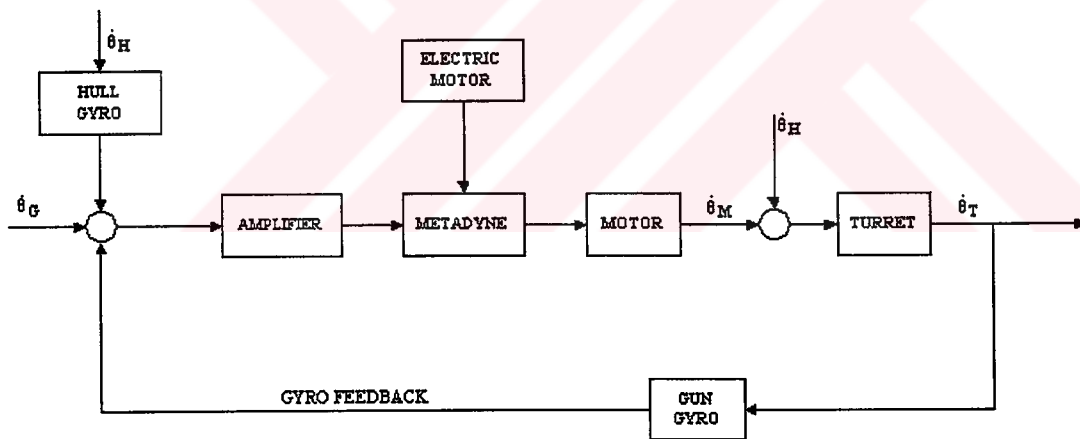 θ̇H
ELECTRIC
MOTOR
HULL
GYRO
θ̇H
θ̇G
AMPLIFIER
METADYNE
MOTOR
θ̇M
TURRET
θ̇T
GYRO FEEDBACK
GUN
GYRO